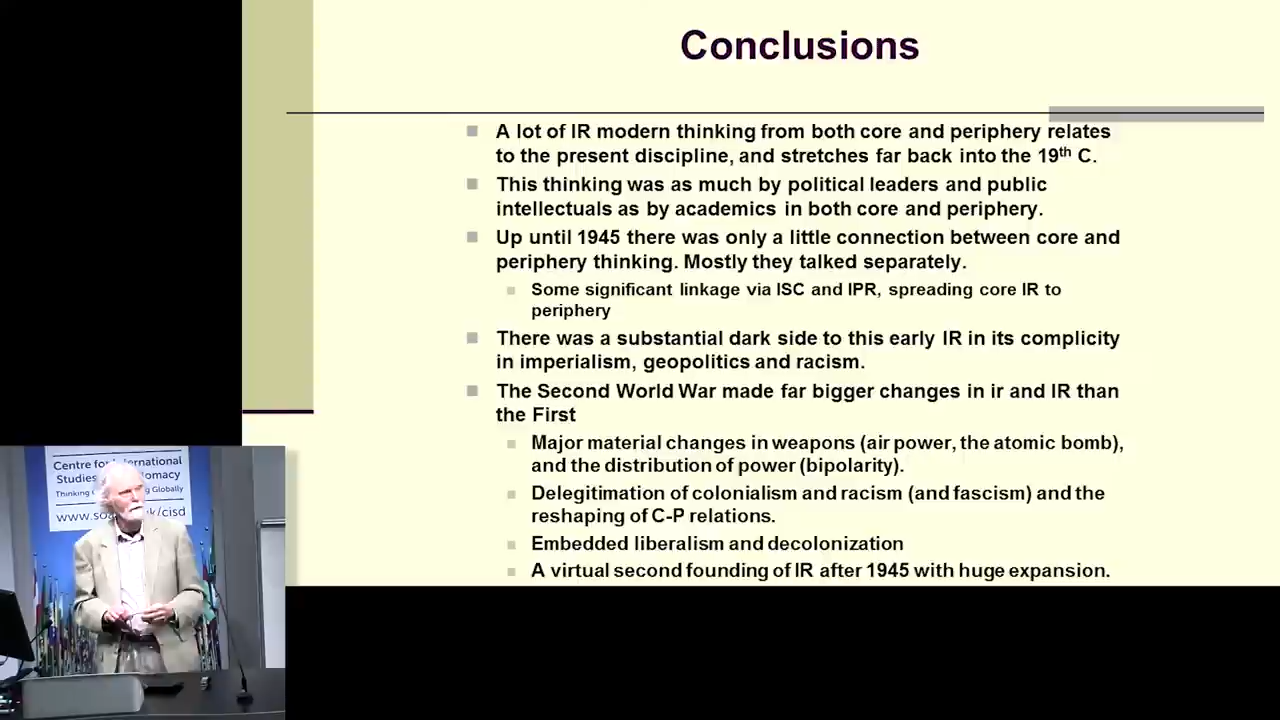 Conclusions
A lot of IR modern thinking from both core and periphery relates
to the present discipline, and stretches far back into the 19th C.
This thinking was as much by political leaders and public
intellectuals as by academics in both core and periphery.
Up until 1945 there was only a little connection between core and
periphery thinking. Mostly they talked separately.
Some significant linkage via ISC and IPR, spreading core IR to
periphery
There was a substantial dark side to this early IR in its complicity
in imperialism, geopolitics and racism.
The Second World War made far bigger changes in ir and IR than
the First
Major material changes in weapons (air power, the atomic bomb),
and the distribution of power (bipolarity).
Delegitimation of colonialism and racism (and fascism) and the
reshaping of C-P relations.
Embedded liberalism and decolonization
A virtual second founding of IR after 1945 with huge expansion.
Centre for International
Studies
Thinking Globally